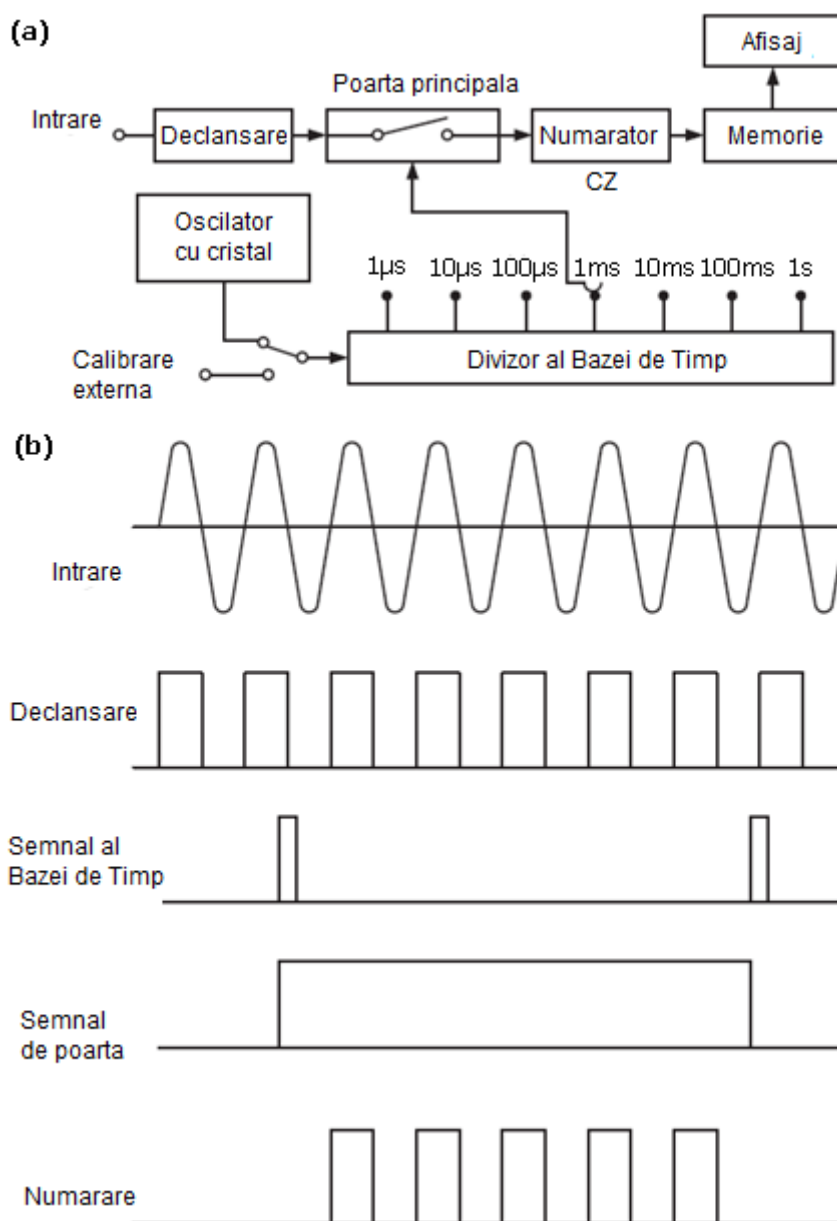 (a)
Afisaj
Poarta principala
Intrare
Declansare
Numarator
Memorie
CZ
Oscilator
cu cristal
1µs 10µs 100µs 1ms 10ms 100ms 1s
Calibrare
externa
Divizor al Bazei de Timp
(b)
Intrare
Declansare
Semnal al
Bazei de Timp
Semnal
de poarta
Numarare